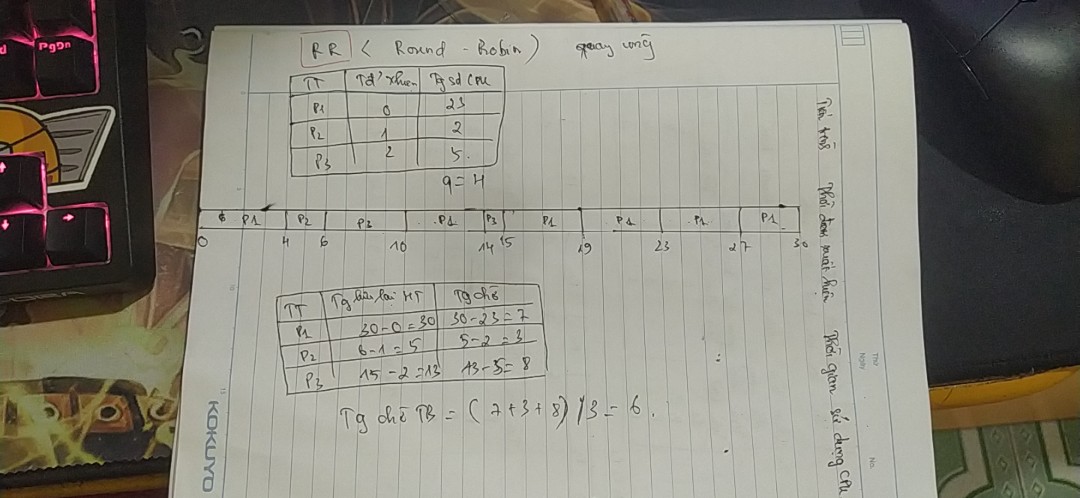 RR ( Round - Robin) quay vòng
TT Tđ' xhiện Tg sd CPU
P1 0 23
P2 1 2
P3 2 5.
q = 4
P1 P2 P3 P1 P3 P1 P1 P1 P1
0 4 6 10 14 15 19 23 27 30
TT Tg lưu lại HT Tg chờ
P1 30-0=30 30-23=7
P2 6-1=5 5-2=3
P3 15-2=13 13-5=8
Tg chờ TB = (7+3+8)/3 = 6.
Thời điểm xuất hiện
Thời gian sử dụng CPU
Thứ
Ngày
No.
KOKUYO
PgDn